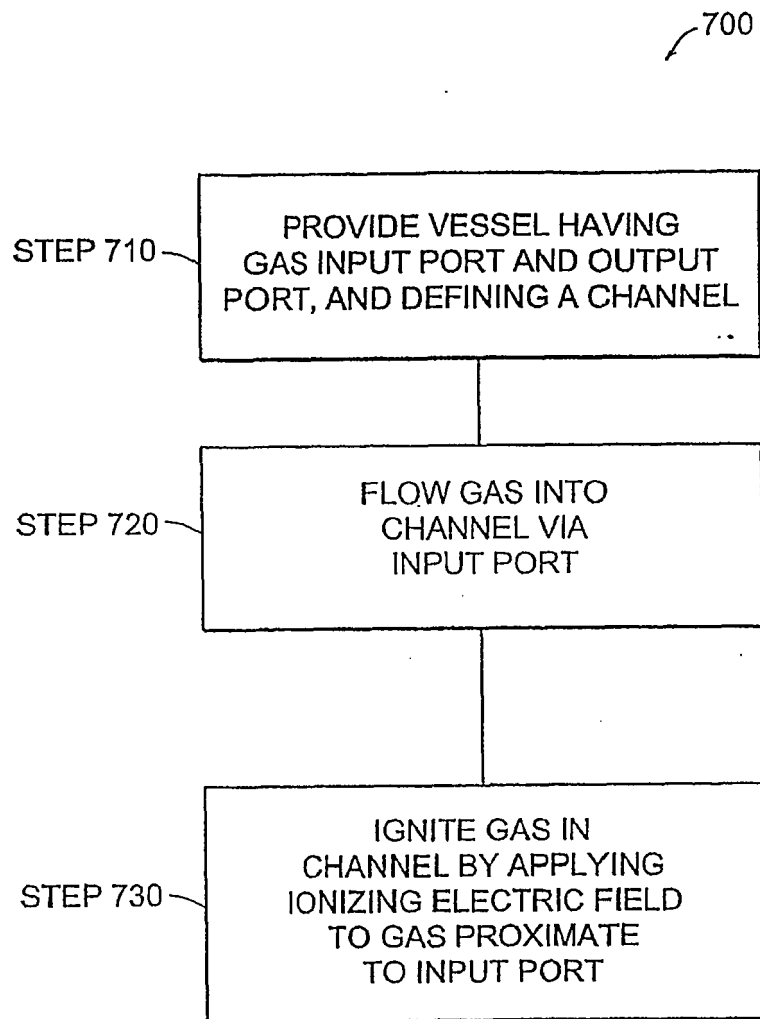 700
STEP 710
PROVIDE VESSEL HAVING
GAS INPUT PORT AND OUTPUT
PORT, AND DEFINING A CHANNEL
STEP 720
FLOW GAS INTO
CHANNEL VIA
INPUT PORT
STEP 730
IGNITE GAS IN
CHANNEL BY APPLYING
IONIZING ELECTRIC FIELD
TO GAS PROXIMATE
TO INPUT PORT